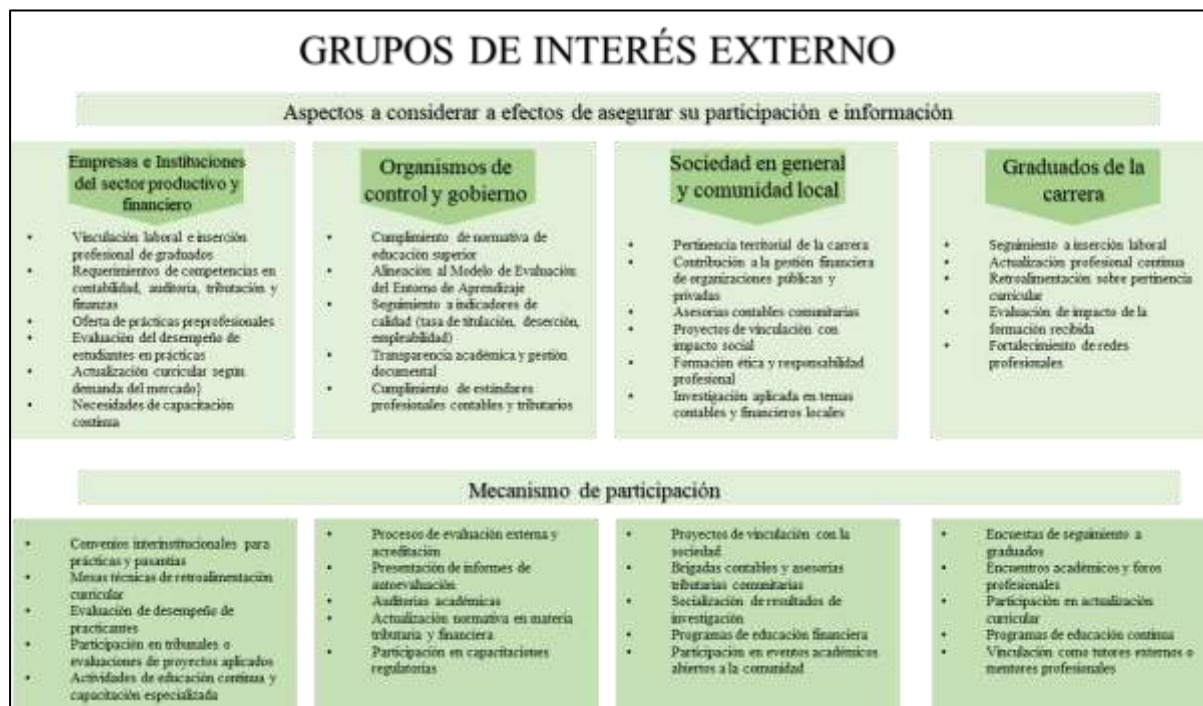 GRUPOS DE INTERÉS EXTERNO
Aspectos a considerar a efectos de asegurar su participación e información
Empresas e Instituciones
del sector productivo y
financiero
• Vinculación laboral e inserción
profesional de graduados
• Requerimientos de competencias en
contabilidad, auditoría, tributación y
finanzas
• Oferta de prácticas preprofesionales
• Evaluación del desempeño de
estudiantes en prácticas
• Actualización curricular según
demanda del mercado}
• Necesidades de capacitación
continua
Organismos de
control y gobierno
• Cumplimiento de normativa de
educación superior
• Alineación al Modelo de Evaluación
del Entorno de Aprendizaje
• Seguimiento a indicadores de
calidad (tasa de titulación, deserción,
empleabilidad)
• Transparencia académica y gestión
documental
• Cumplimiento de estándares
profesionales contables y tributarios
Sociedad en general
y comunidad local
• Pertinencia territorial de la carrera
• Contribución a la gestión financiera
de organizaciones públicas y
privadas
• Asesorías contables comunitarias
• Proyectos de vinculación con
impacto social
• Formación ética y responsabilidad
profesional
• Investigación aplicada en temas
contables y financieros locales
Graduados de la
carrera
• Seguimiento a inserción laboral
• Actualización profesional continua
• Retroalimentación sobre pertinencia
curricular
• Evaluación de impacto de la
formación recibida
• Fortalecimiento de redes
profesionales
Mecanismo de participación
• Convenios interinstitucionales para
prácticas y pasantías
• Mesas técnicas de retroalimentación
curricular
• Evaluación de desempeño de
practicantes
• Participación en tribunales o
evaluaciones de proyectos aplicados
• Actividades de educación continua y
capacitación especializada
• Procesos de evaluación externa y
acreditación
• Presentación de informes de
autoevaluación
• Auditorías académicas
• Actualización normativa en materia
tributaria y financiera
• Participación en capacitaciones
regulatorias
• Proyectos de vinculación con la
sociedad
• Brigadas contables y asesorías
tributarias comunitarias
• Socialización de resultados de
investigación
• Programas de educación financiera
• Participación en eventos académicos
abiertos a la comunidad
• Encuestas de seguimiento a
graduados
• Encuentros académicos y foros
profesionales
• Participación en actualización
curricular
• Programas de educación continua
• Vinculación como tutores externos o
mentores profesionales